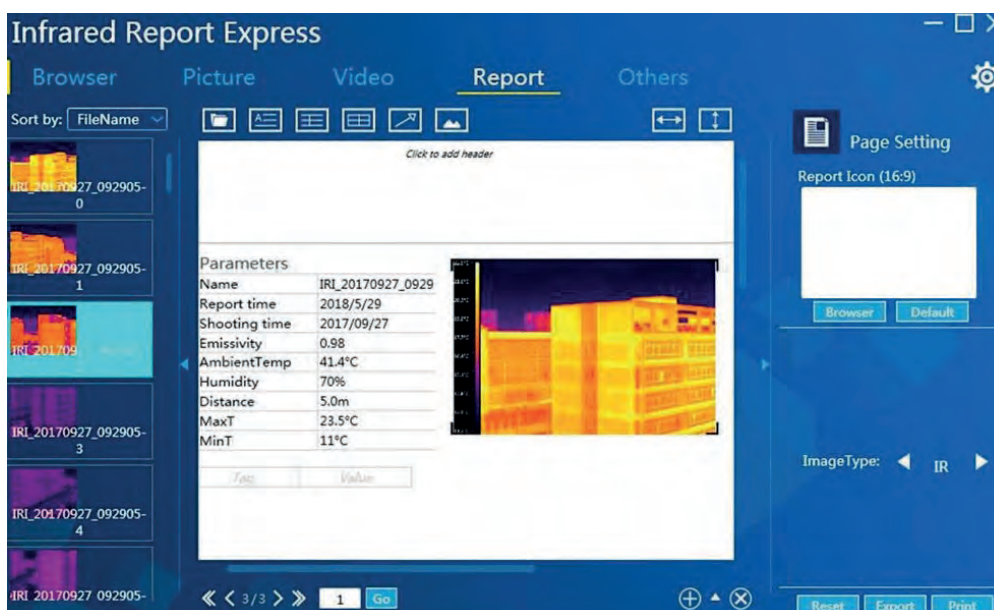 Infrared Report Express
Browser Picture Video Report Others
Sort by: FileName
IRI_20170927_092905-
0
IRI_20170927_092905-
1
IRI_201709
IRI_20170927_092905-
3
IRI_20170927_092905-
4
IRI_20170927_092905-
Click to add header
Parameters
Name IRI_20170927_0929
Report time 2018/5/29
Shooting time 2017/09/27
Emissivity 0.98
AmbientTemp 41.4°C
Humidity 70%
Distance 5.0m
MaxT 23.5°C
MinT 11°C
Value
3/3 1 Go
Page Setting
Report Icon (16:9)
Browser Default
ImageType: IR
Reset Export Print